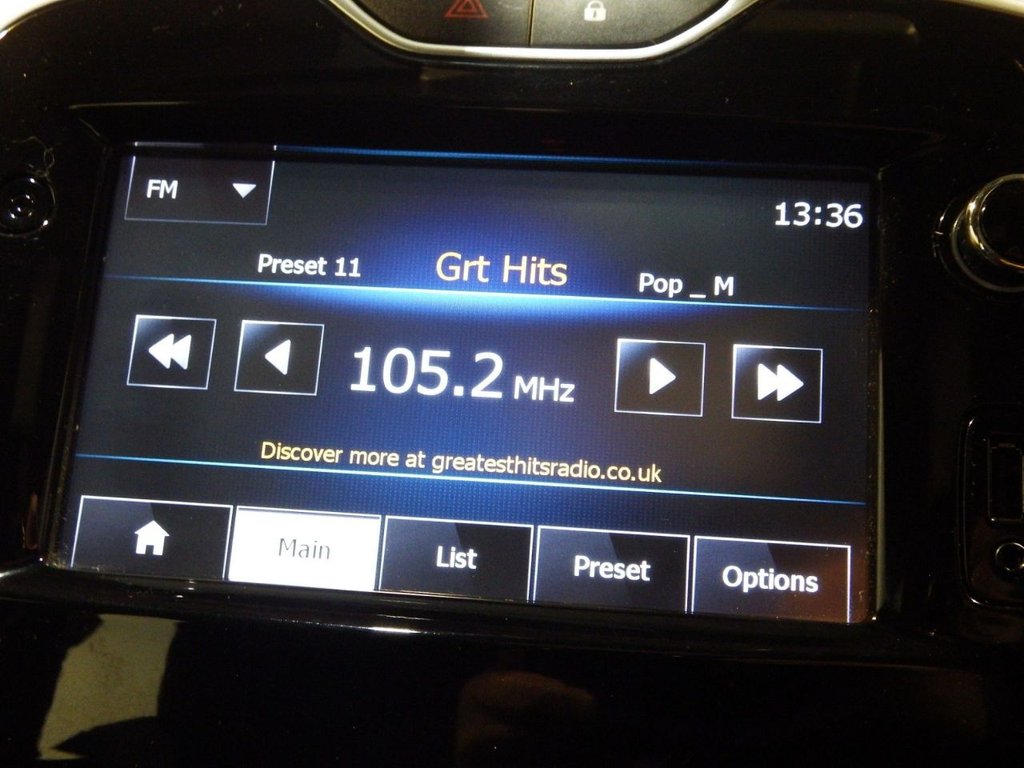 FM
13:36
Preset 11 Grt Hits Pop _ M
105.2 MHz
Discover more at greatesthitsradio.co.uk
Main List Preset Options